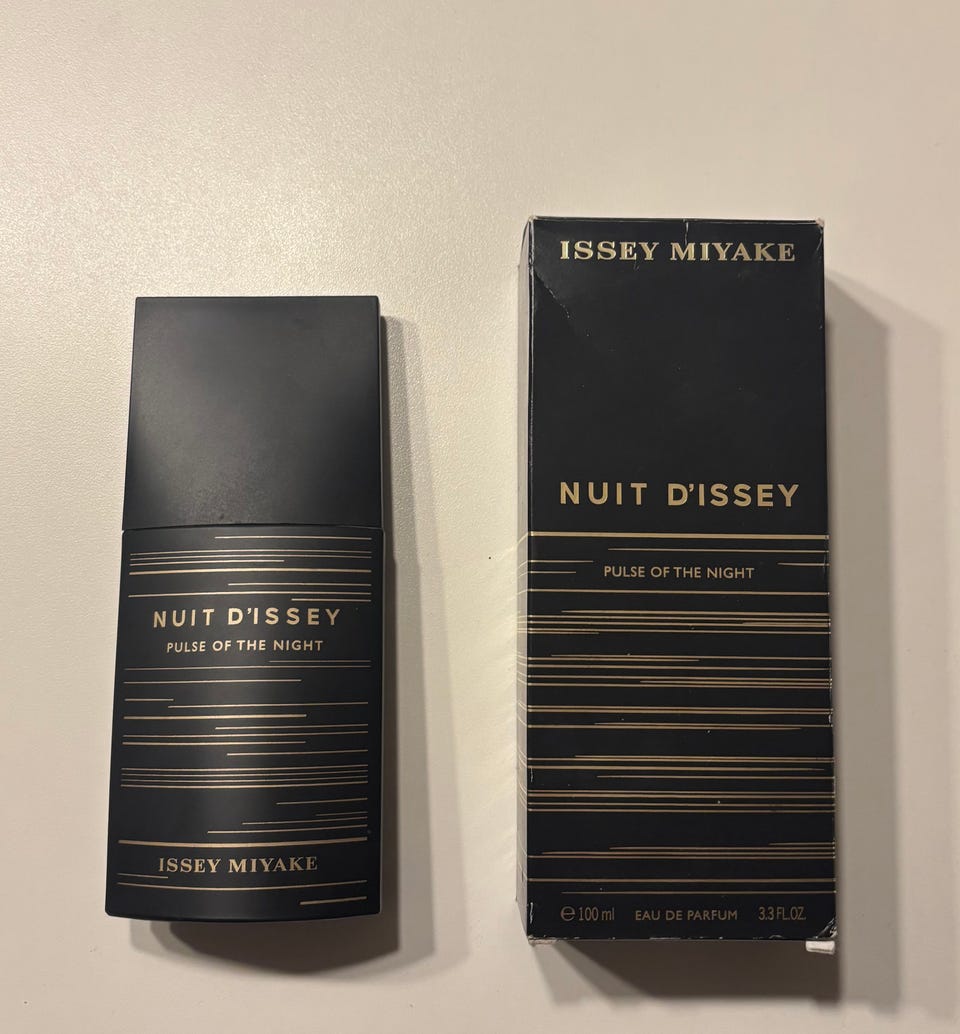 NUIT D'ISSEY
PULSE OF THE NIGHT
ISSEY MIYAKE
ISSEY MIYAKE
NUIT D'ISSEY
PULSE OF THE NIGHT
℮ 100 ml EAU DE PARFUM 3.3 FL.OZ.